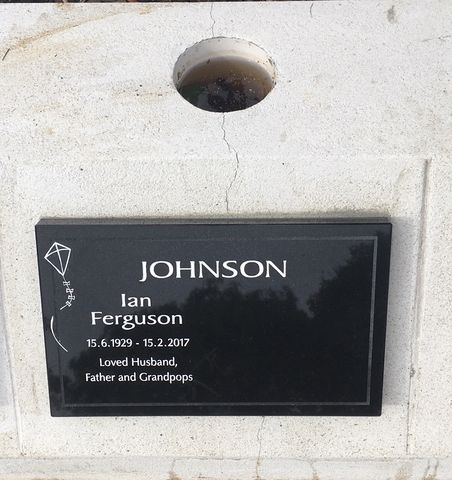 JOHNSON
Ian
Ferguson
15.6.1929 - 15.2.2017
Loved Husband,
Father and Grandpops